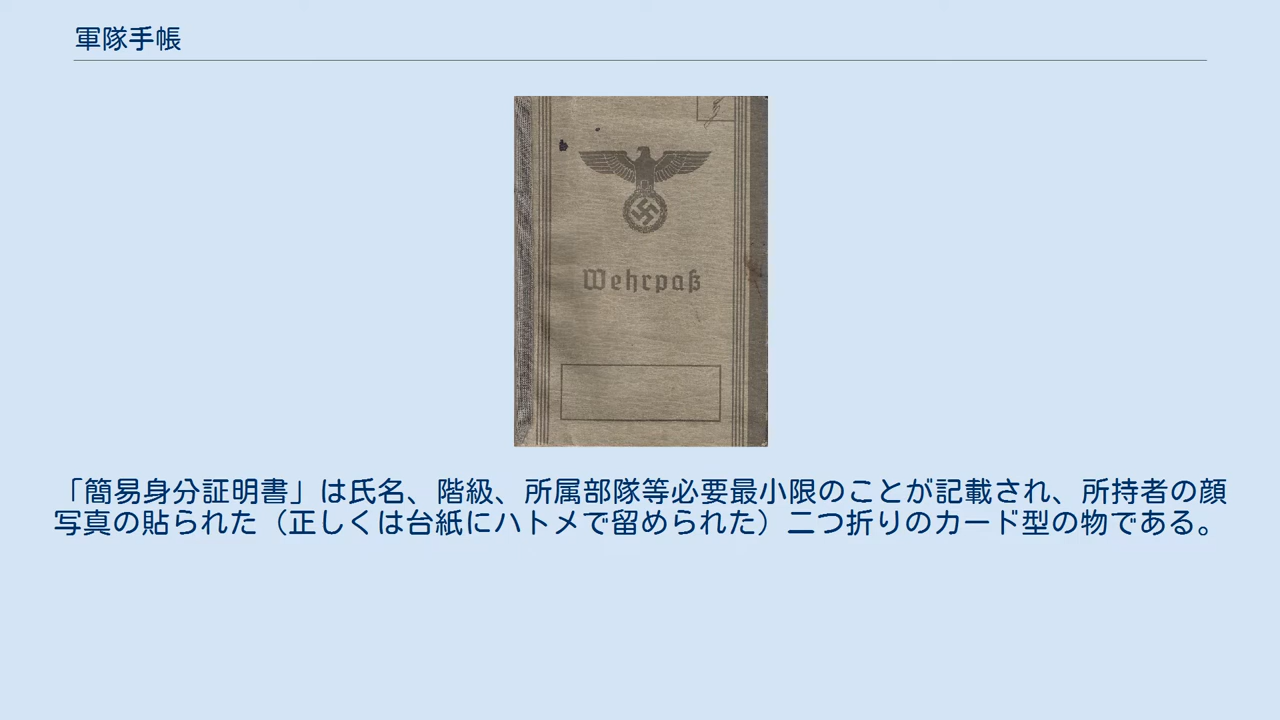 軍隊手帳
Wehrpaß
「簡易身分証明書」は氏名、階級、所属部隊等必要最小限のことが記載され、所持者の顔
写真の貼られた（正しくは台紙にハトメで留められた）二つ折りのカード型の物である。